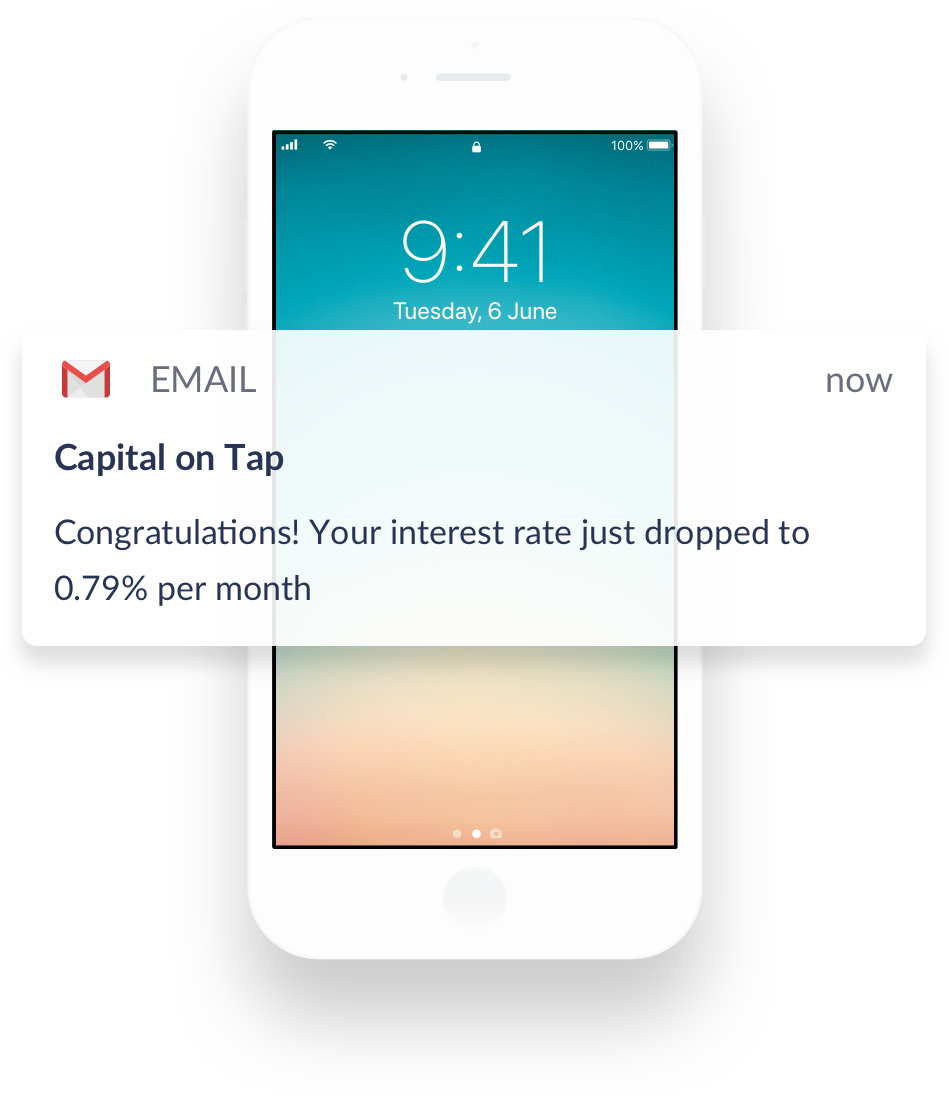 100%
9:41
Tuesday, 6 June
EMAIL now
Capital on Tap
Congratulations! Your interest rate just dropped to
0.79% per month